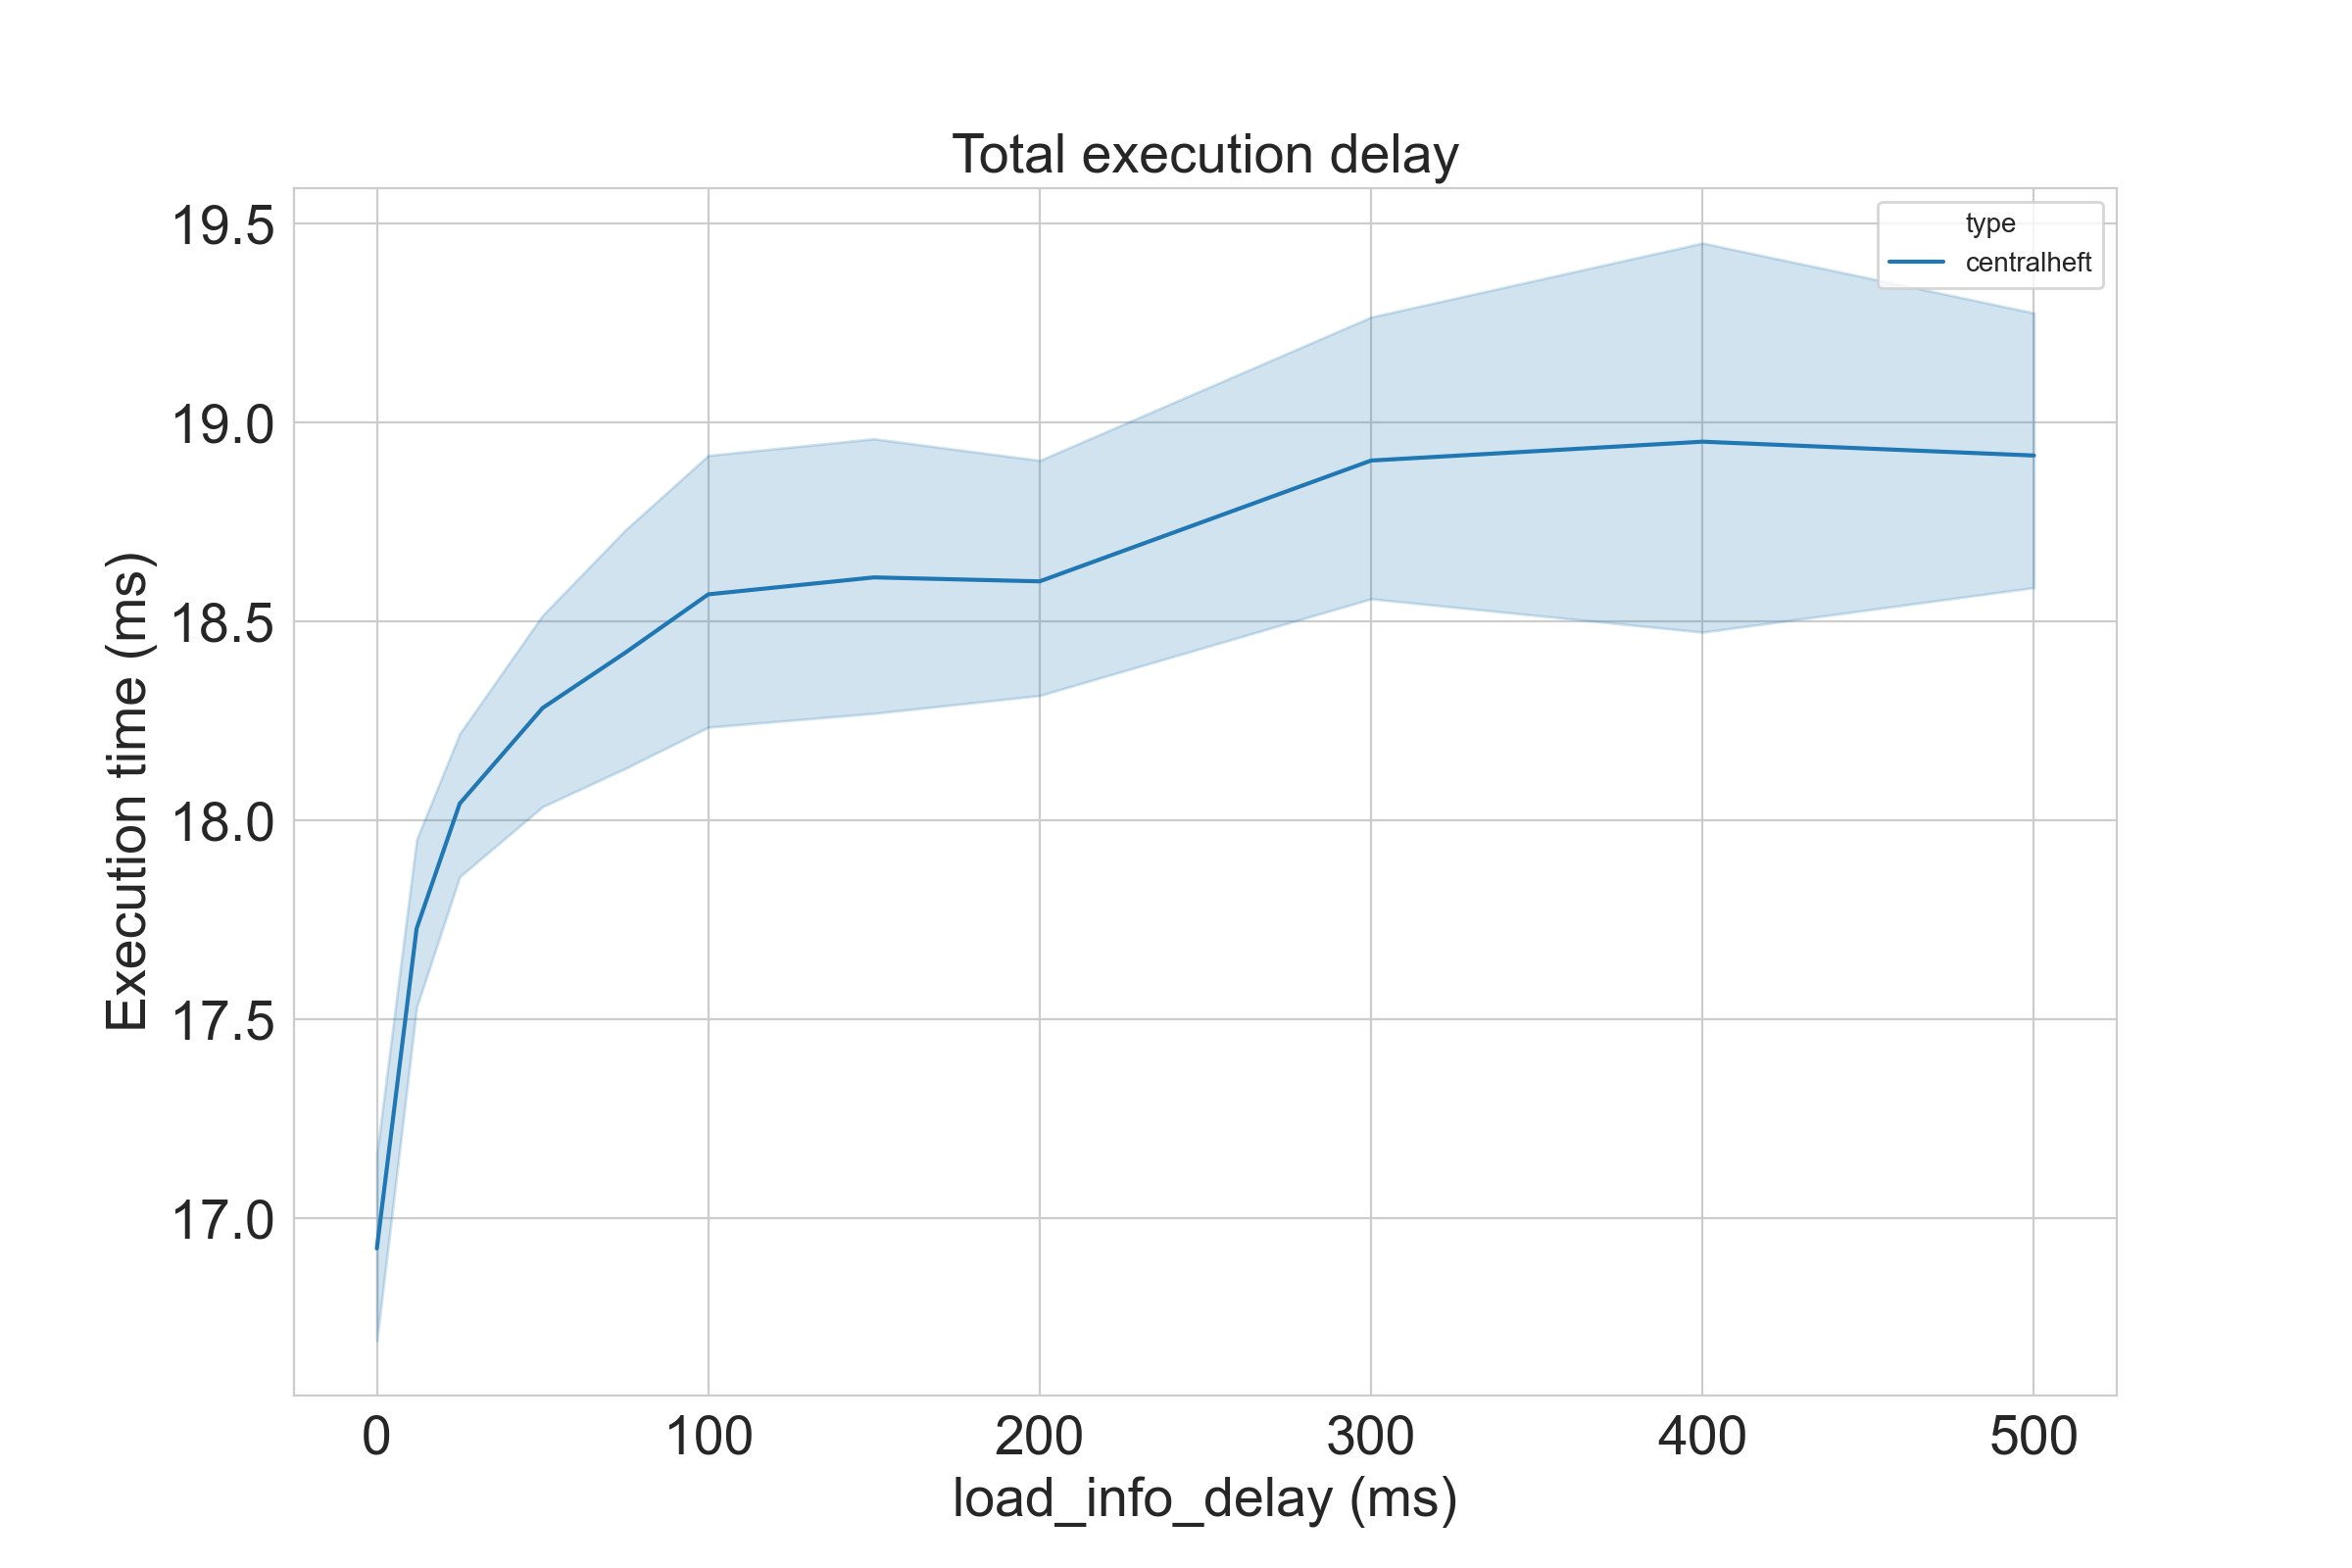 Total execution delay
type
centralheft
Execution time (ms)
19.5
19.0
18.5
18.0
17.5
17.0
0 100 200 300 400 500
load_info_delay (ms)